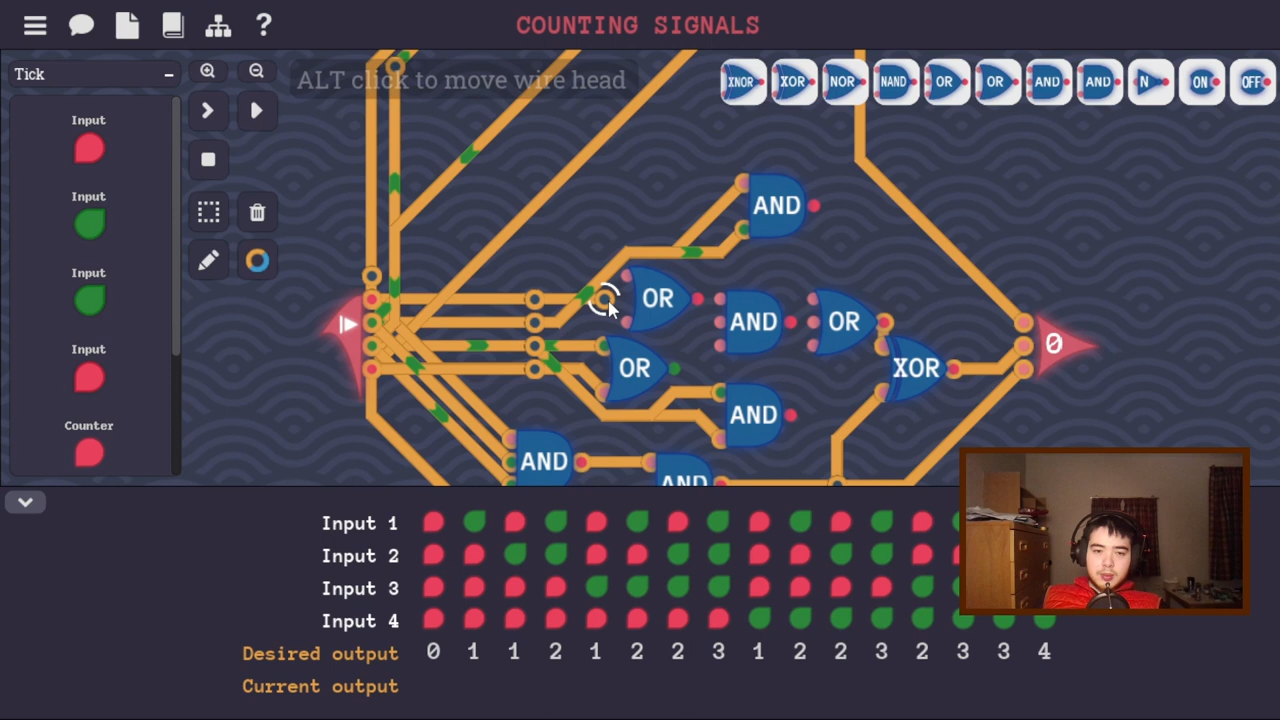 COUNTING SIGNALS
Tick
ALT click to move wire head
XNOR XOR NOR NAND OR OR AND AND N ON OFF
Input
Input
Input
Input
Counter
AND
OR
AND
OR
0
OR
XOR
AND
AND
AND
Input 1
Input 2
Input 3
Input 4
Desired output 0 1 1 2 1 2 2 3 1 2 2 3 2 3 3 4
Current output